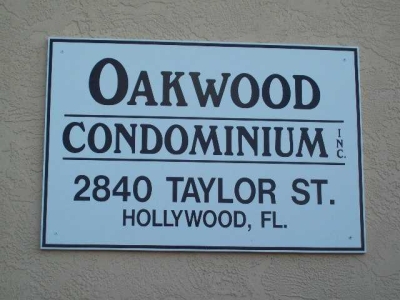 OAKWOOD
CONDOMINIUM INC.
2840 TAYLOR ST.
HOLLYWOOD, FL.